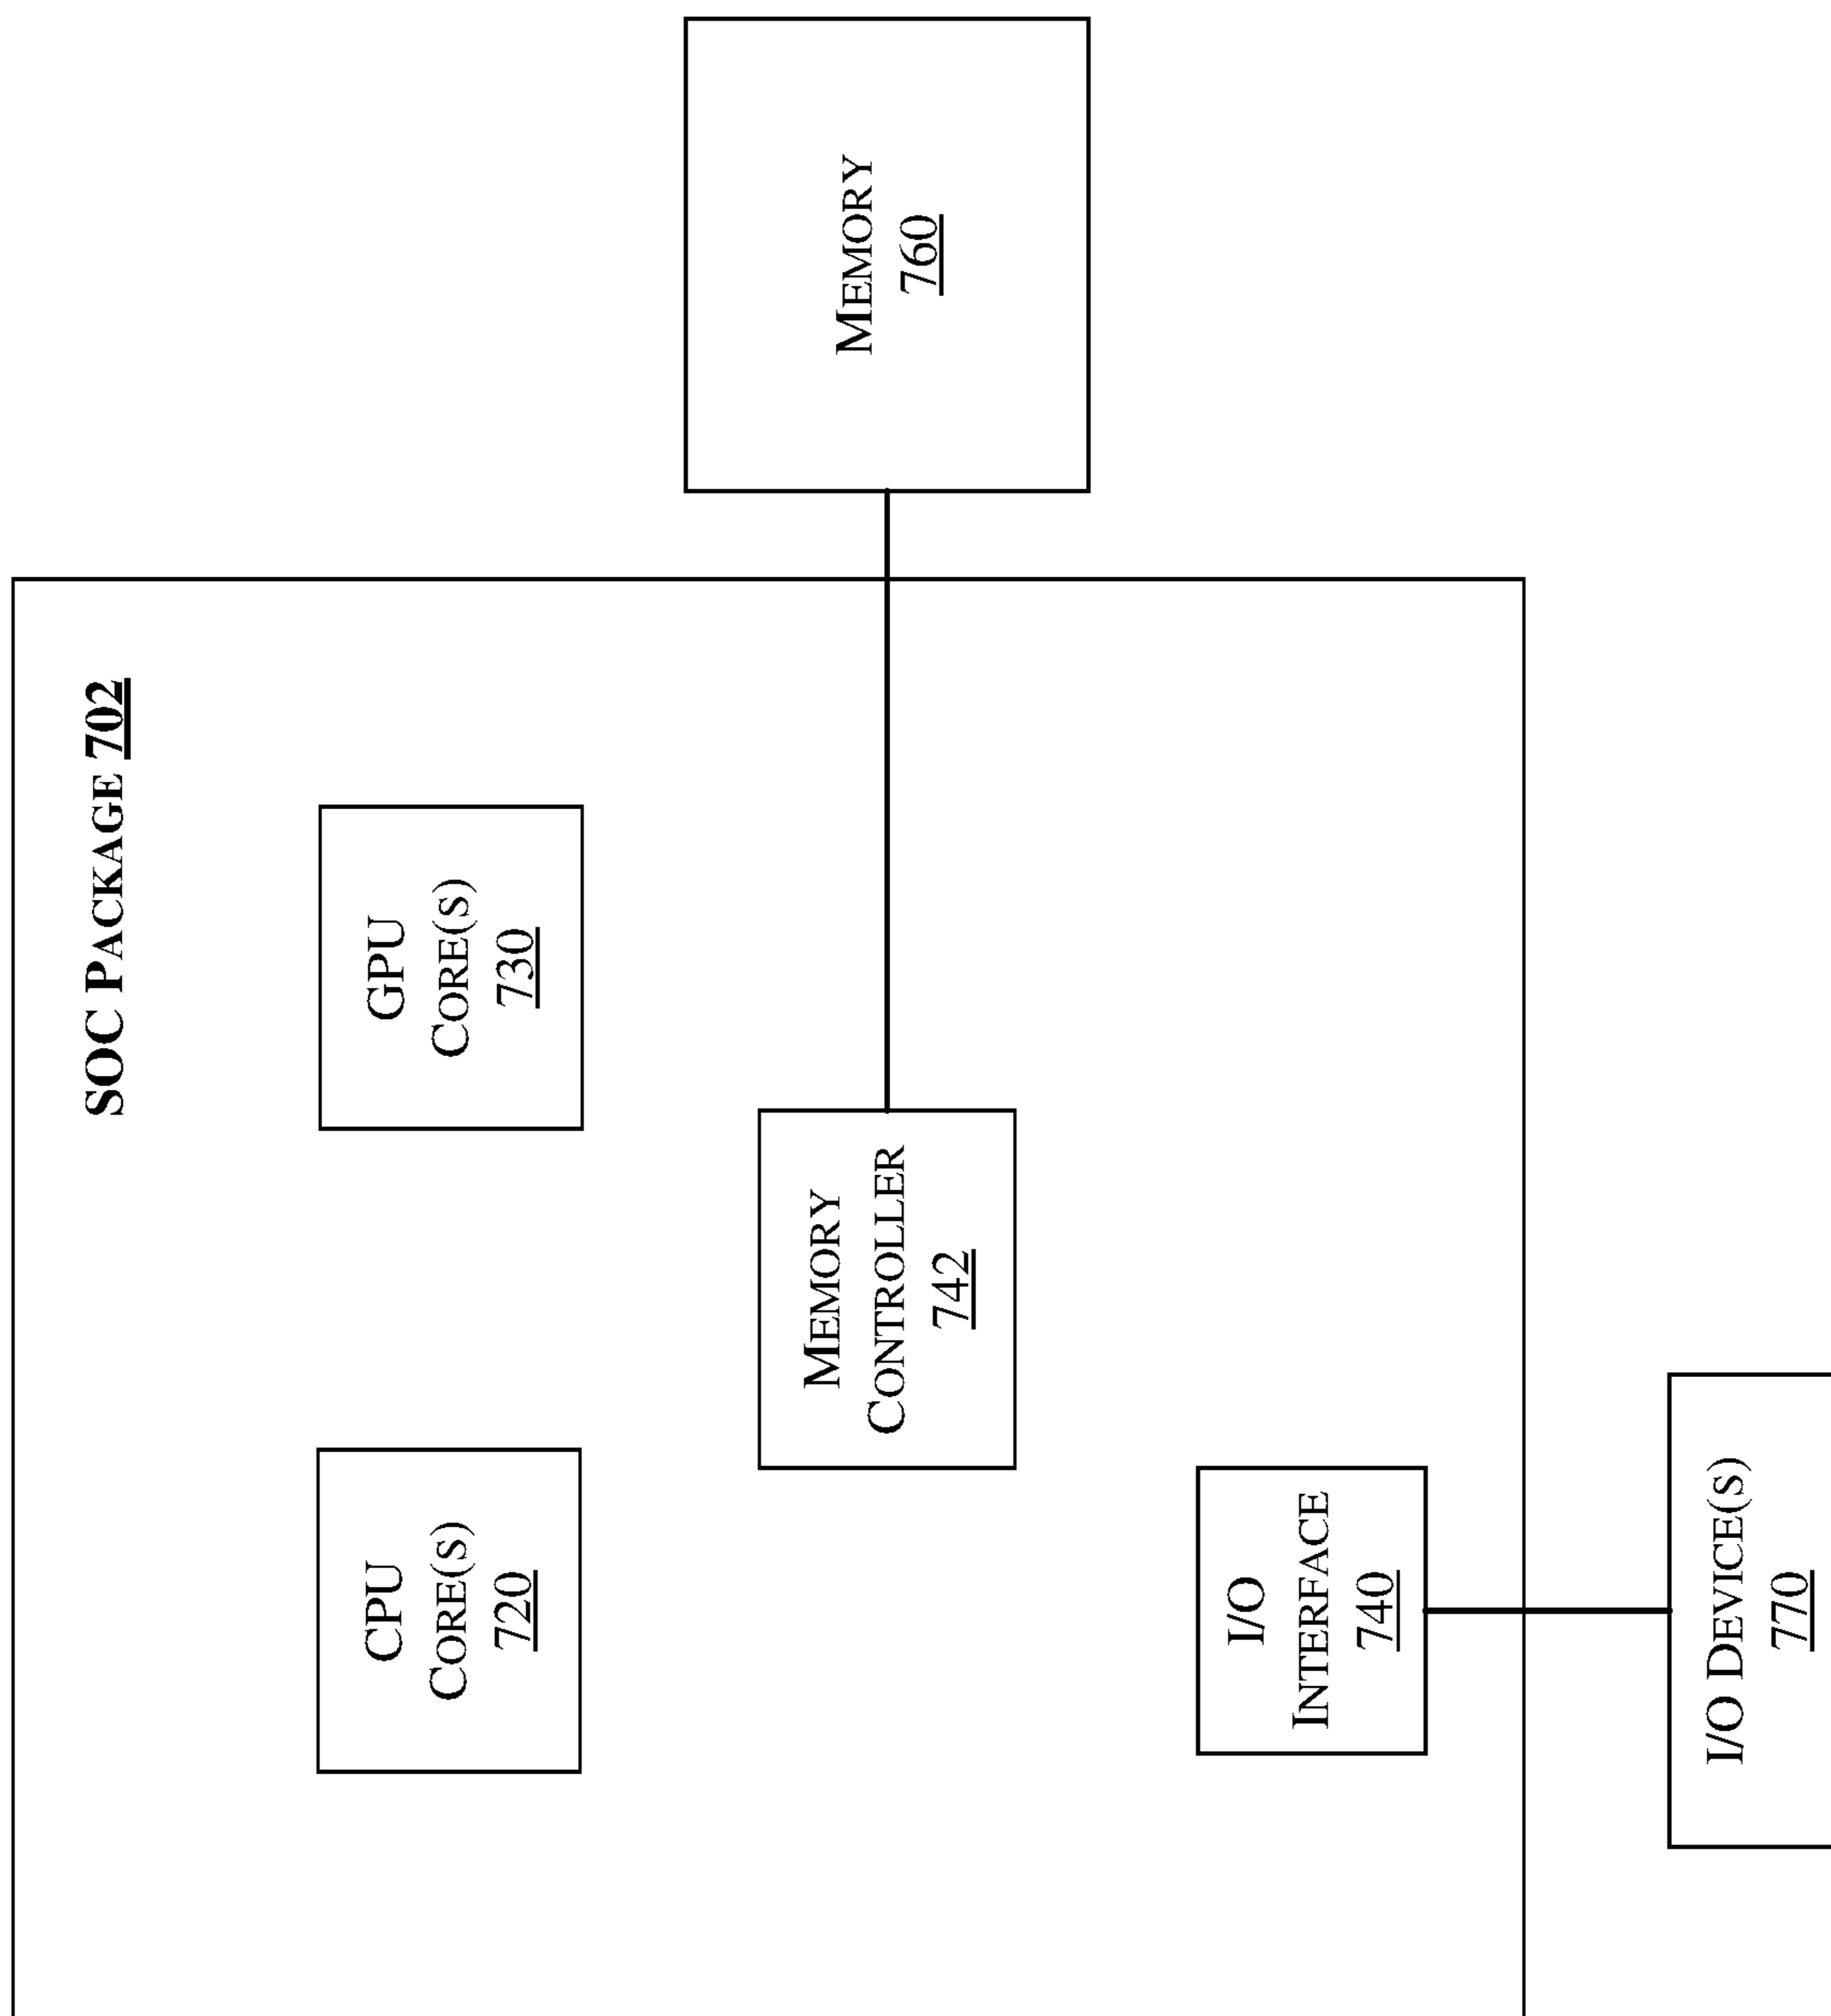 SOC PACKAGE 702
CPU
CORE(S)
720
GPU
CORE(S)
730
MEMORY
CONTROLLER
742
MEMORY
760
I/O
INTERFACE
740
I/O DEVICE(S)
770